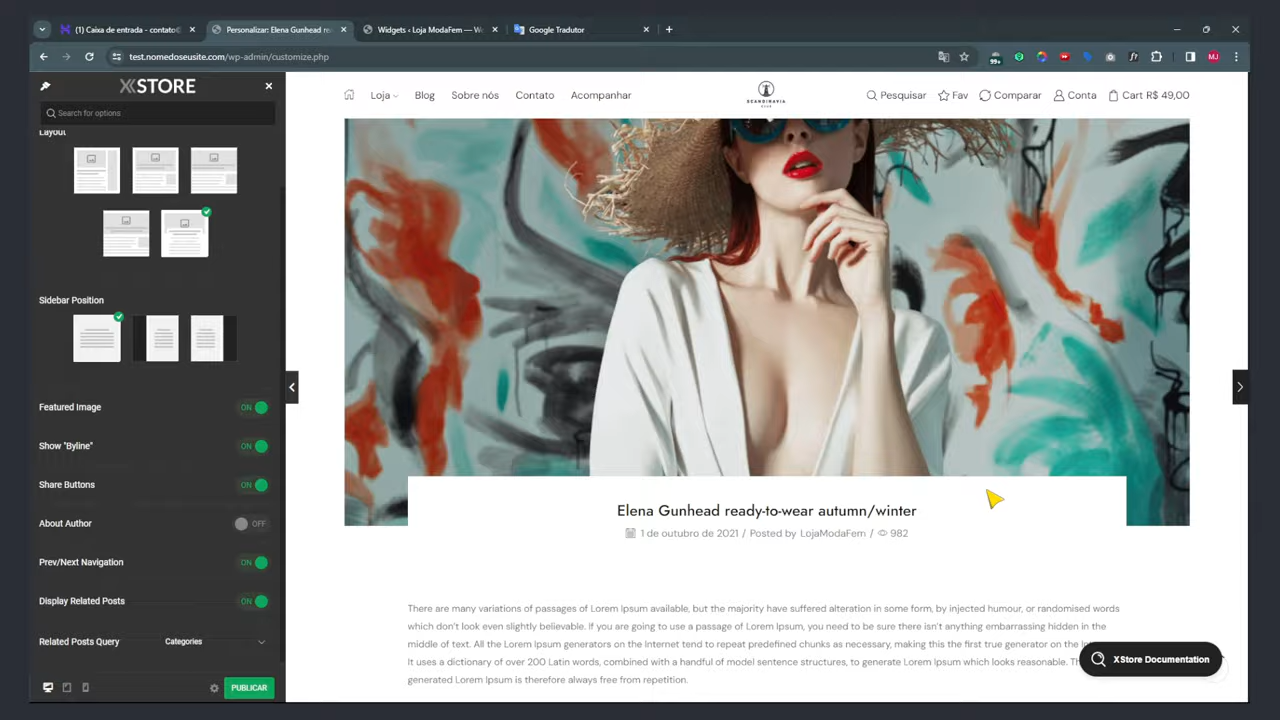 (1) Caixa de entrada - contato@
Personalizar: Elena Gunhead re
Widgets ‹ Loja ModaFem — W
Google Tradutor
test.nomedoseusite.com/wp-admin/customize.php
99+
MJ
XSTORE
Search for options
Layout
Sidebar Position
Featured Image
ON
Show "Byline"
ON
Share Buttons
ON
About Author
OFF
Prev/Next Navigation
ON
Display Related Posts
ON
Related Posts Query
Categories
PUBLICAR
Loja
Blog
Sobre nós
Contato
Acompanhar
SCANDINAVIA
Pesquisar
Fav
Comparar
Conta
Cart R$ 49,00
Elena Gunhead ready-to-wear autumn/winter
1 de outubro de 2021 / Posted by LojaModaFem / 982
There are many variations of passages of Lorem Ipsum available, but the majority have suffered alteration in some form, by injected humour, or randomised words
which don't look even slightly believable. If you are going to use a passage of Lorem Ipsum, you need to be sure there isn't anything embarrassing hidden in the
middle of text. All the Lorem Ipsum generators on the Internet tend to repeat predefined chunks as necessary, making this the first true generator on the
It uses a dictionary of over 200 Latin words, combined with a handful of model sentence structures, to generate Lorem Ipsum which looks reasonable.
generated Lorem Ipsum is therefore always free from repetition.
XStore Documentation